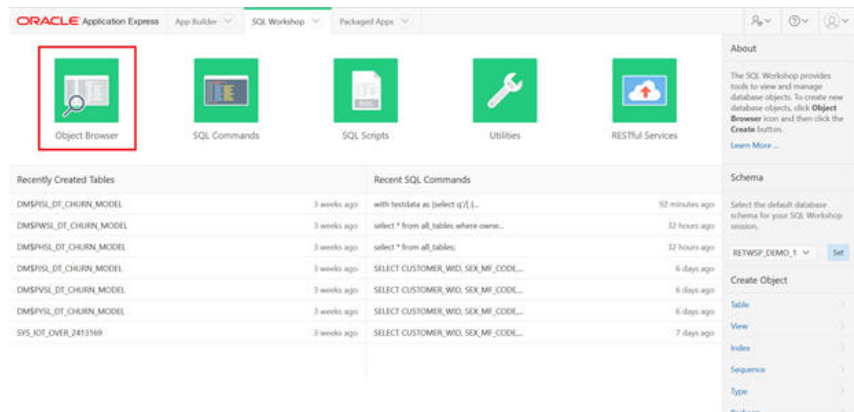 ORACLE Application Express App Builder SQL Workshop Packaged Apps
Object Browser
SQL Commands
SQL Scripts
Utilities
RESTful Services
Recently Created Tables
DM$PISL_DT_CHURN_MODEL 3 weeks ago
DM$PWSL_DT_CHURN_MODEL 3 weeks ago
DM$PHSL_DT_CHURN_MODEL 3 weeks ago
DM$PJSL_DT_CHURN_MODEL 3 weeks ago
DM$PVSL_DT_CHURN_MODEL 3 weeks ago
DM$PYSL_DT_CHURN_MODEL 3 weeks ago
SYS_IOT_OVER_2413169 3 weeks ago
Recent SQL Commands
with testdata as (select q'/[.{... 92 minutes ago
select * from all_tables where owne... 32 hours ago
select * from all_tables; 32 hours ago
SELECT CUSTOMER_WID, SEX_MF_CODE,... 6 days ago
SELECT CUSTOMER_WID, SEX_MF_CODE,... 6 days ago
SELECT CUSTOMER_WID, SEX_MF_CODE,... 6 days ago
SELECT CUSTOMER_WID, SEX_MF_CODE,... 7 days ago
About
The SQL Workshop provides
tools to view and manage
database objects. To create new
database objects, click Object
Browser icon and then click the
Create button.
Learn More ...
Schema
Select the default database
schema for your SQL Workshop
session.
RETWSP_DEMO_1 Set
Create Object
Table
View
Index
Sequence
Type